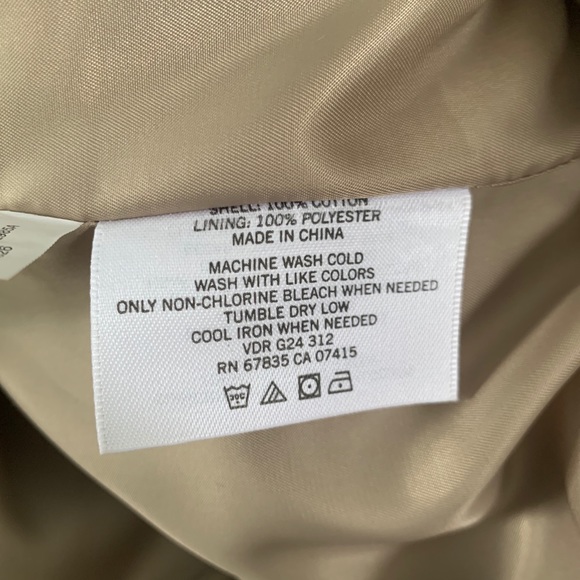 SHELL: 100% COTTON
LINING: 100% POLYESTER
MADE IN CHINA
MACHINE WASH COLD
WASH WITH LIKE COLORS
ONLY NON-CHLORINE BLEACH WHEN NEEDED
TUMBLE DRY LOW
COOL IRON WHEN NEEDED
VDR G24 312
RN 67835 CA 07415
30C